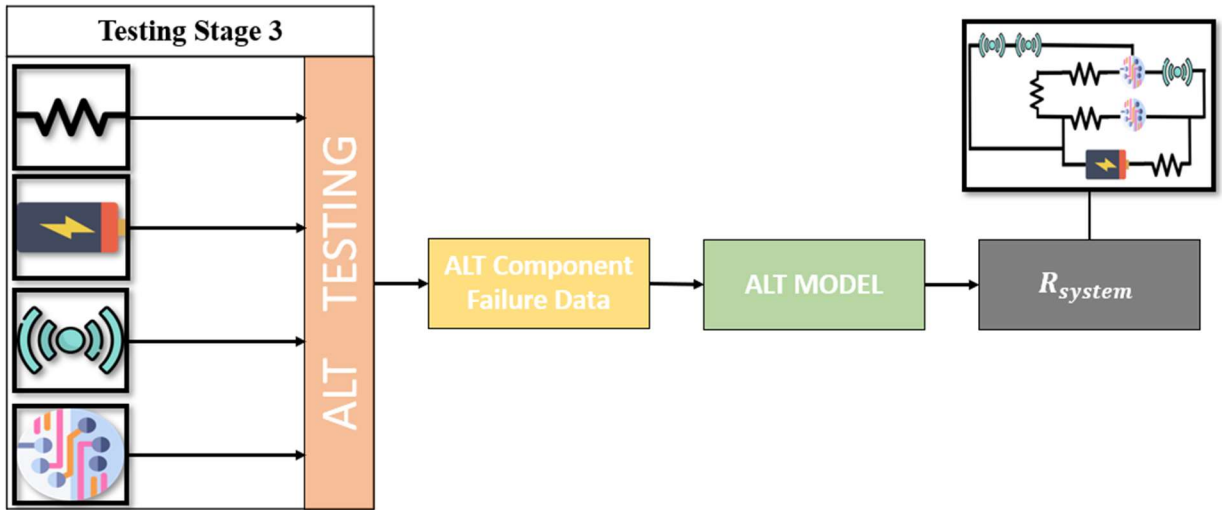 Testing Stage 3
ALT TESTING
ALT Component
Failure Data
ALT MODEL
R_system